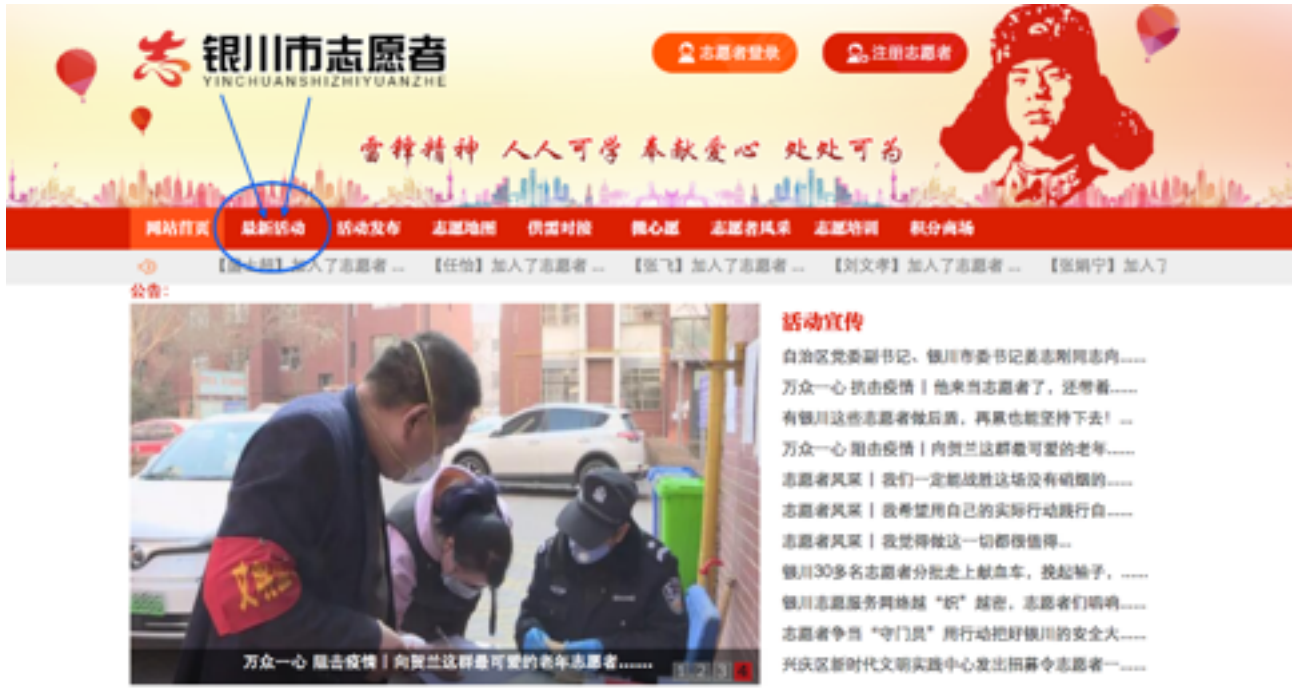 志 银川市志愿者
YINCHUANSHIZHIYUANZHE
志愿者登录 注册志愿者
雷锋精神 人人可学 奉献爱心 处处可为
网站首页 最新活动 活动发布 志愿地图 供需对接 微心愿 志愿者风采 志愿培训 积分商场
加入了志愿者 ... 【任怡】加入了志愿者 ... 【张飞】加入了志愿者 ... 【刘文孝】加入了志愿者 ... 【张娟宁】加入了
公告:
活动宣传
自治区党委副书记、银川市委书记姜志刚同志向......
万众一心 抗击疫情丨他来当志愿者了，还带着......
有银川这些志愿者做后盾，再累也能坚持下去! ...
万众一心 阻击疫情丨向贺兰这群最可爱的老年......
志愿者风采丨我们一定能战胜这场没有硝烟的......
志愿者风采丨我希望用自己的实际行动践行自......
志愿者风采丨我觉得做这一切都很值得...
银川30多名志愿者分批走上献血车，挽起袖子，......
银川志愿服务网络越“织”越密，志愿者们唱响......
志愿者争当“守门员”用行动把好银川的安全大......
兴庆区新时代文明实践中心发出招募令志愿者一......
万众一心 阻击疫情丨向贺兰这群最可爱的老年志愿者......
1 2 3 4